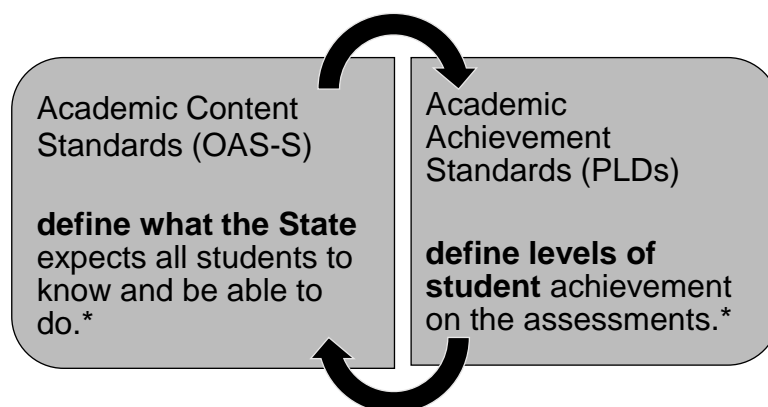 Academic Content
Standards (OAS-S)
define what the State
expects all students to
know and be able to
do.*
Academic
Achievement
Standards (PLDs)
define levels of
student achievement
on the assessments.*